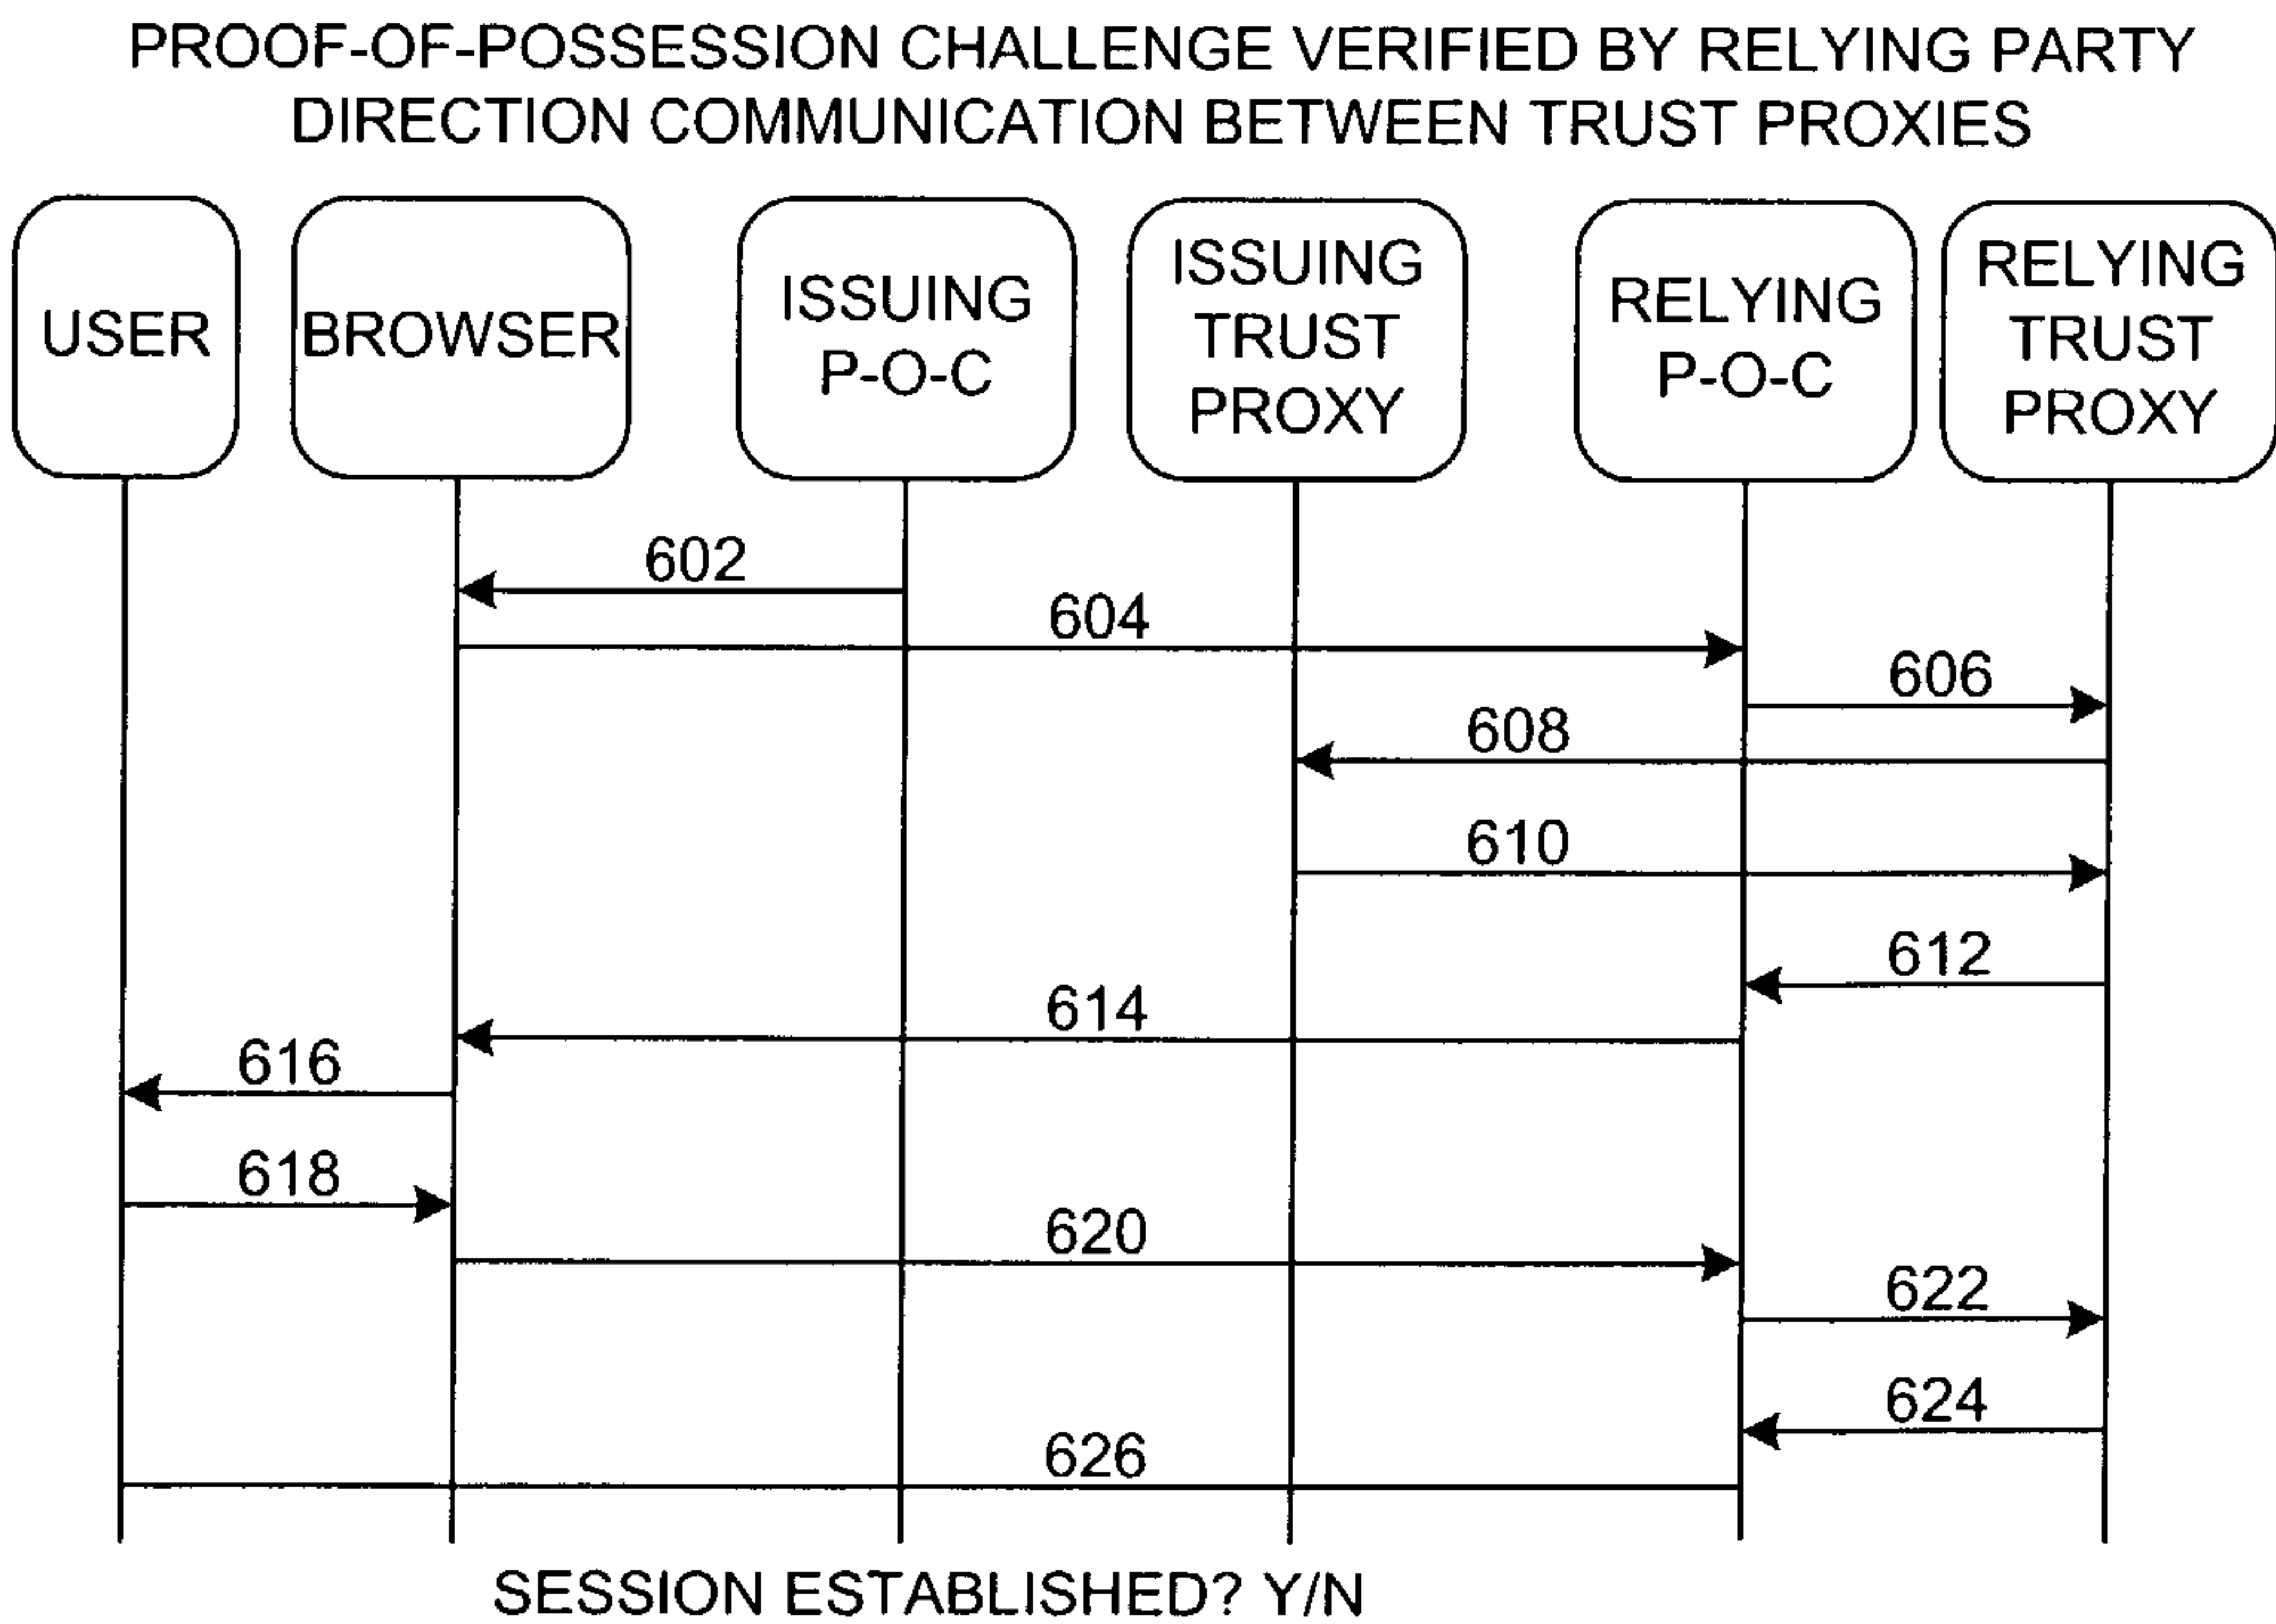 PROOF-OF-POSSESSION CHALLENGE VERIFIED BY RELYING PARTY
DIRECTION COMMUNICATION BETWEEN TRUST PROXIES
USER
BROWSER
ISSUING
P-O-C
ISSUING
TRUST
PROXY
RELYING
P-O-C
RELYING
TRUST
PROXY
602
604
606
608
610
612
614
616
618
620
622
624
626
SESSION ESTABLISHED? Y/N